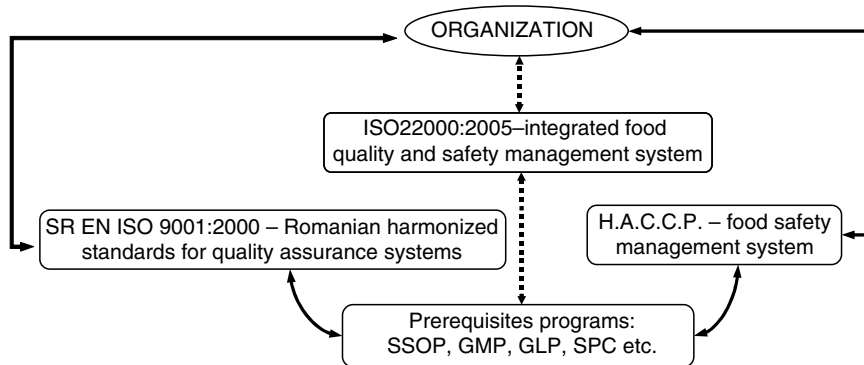 ORGANIZATION
ISO22000:2005–integrated food
quality and safety management system
SR EN ISO 9001:2000 – Romanian harmonized
standards for quality assurance systems
H.A.C.C.P. – food safety
management system
Prerequisites programs:
SSOP, GMP, GLP, SPC etc.